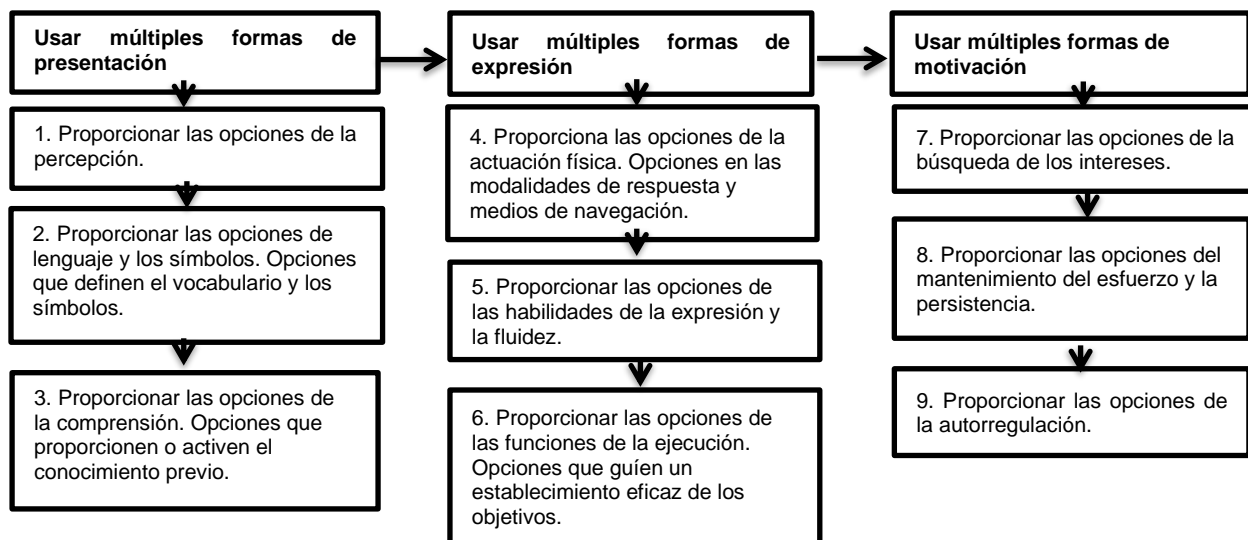 Usar múltiples formas de
presentación
1. Proporcionar las opciones de la
percepción.
2. Proporcionar las opciones de
lenguaje y los símbolos. Opciones
que definen el vocabulario y los
símbolos.
3. Proporcionar las opciones de
la comprensión. Opciones que
proporcionen o activen el
conocimiento previo.
Usar múltiples formas de
expresión
4. Proporciona las opciones de la
actuación física. Opciones en las
modalidades de respuesta y
medios de navegación.
5. Proporcionar las opciones de
las habilidades de la expresión y
la fluidez.
6. Proporcionar las opciones de
las funciones de la ejecución.
Opciones que guíen un
establecimiento eficaz de los
objetivos.
Usar múltiples formas de
motivación
7. Proporcionar las opciones de la
búsqueda de los intereses.
8. Proporcionar las opciones del
mantenimiento del esfuerzo y la
persistencia.
9. Proporcionar las opciones de
la autorregulación.